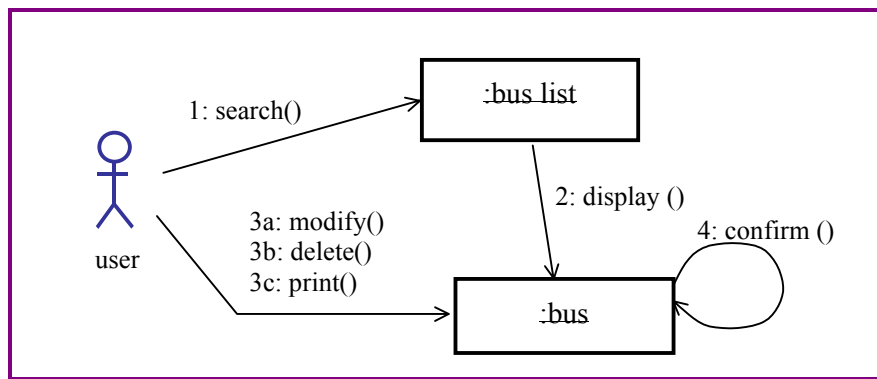 :bus list
1: search()
2: display ()
3a: modify()
3b: delete()
3c: print()
4: confirm ()
user
:bus